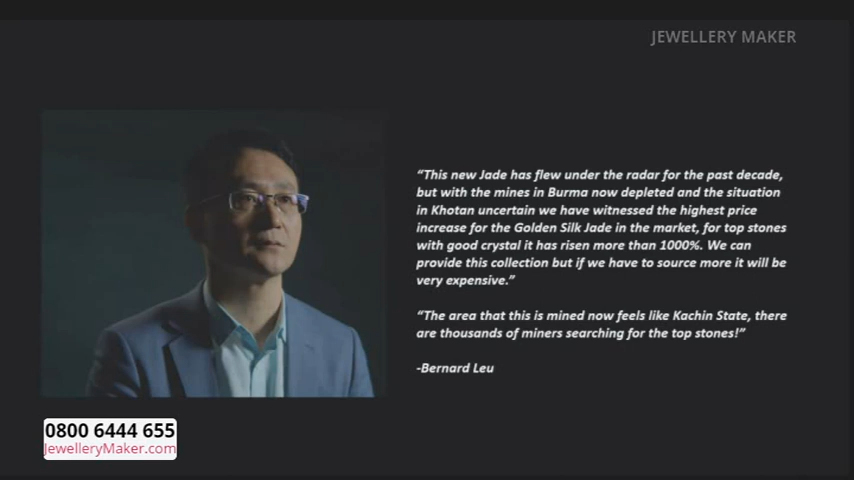 JEWELLERY MAKER
“This new Jade has flew under the radar for the past decade,
but with the mines in Burma now depleted and the situation
in Khotan uncertain we have witnessed the highest price
increase for the Golden Silk Jade in the market, for top stones
with good crystal it has risen more than 1000%. We can
provide this collection but if we have to source more it will be
very expensive.”
“The area that this is mined now feels like Kachin State, there
are thousands of miners searching for the top stones!”
-Bernard Leu
0800 6444 655
JewelleryMaker.com